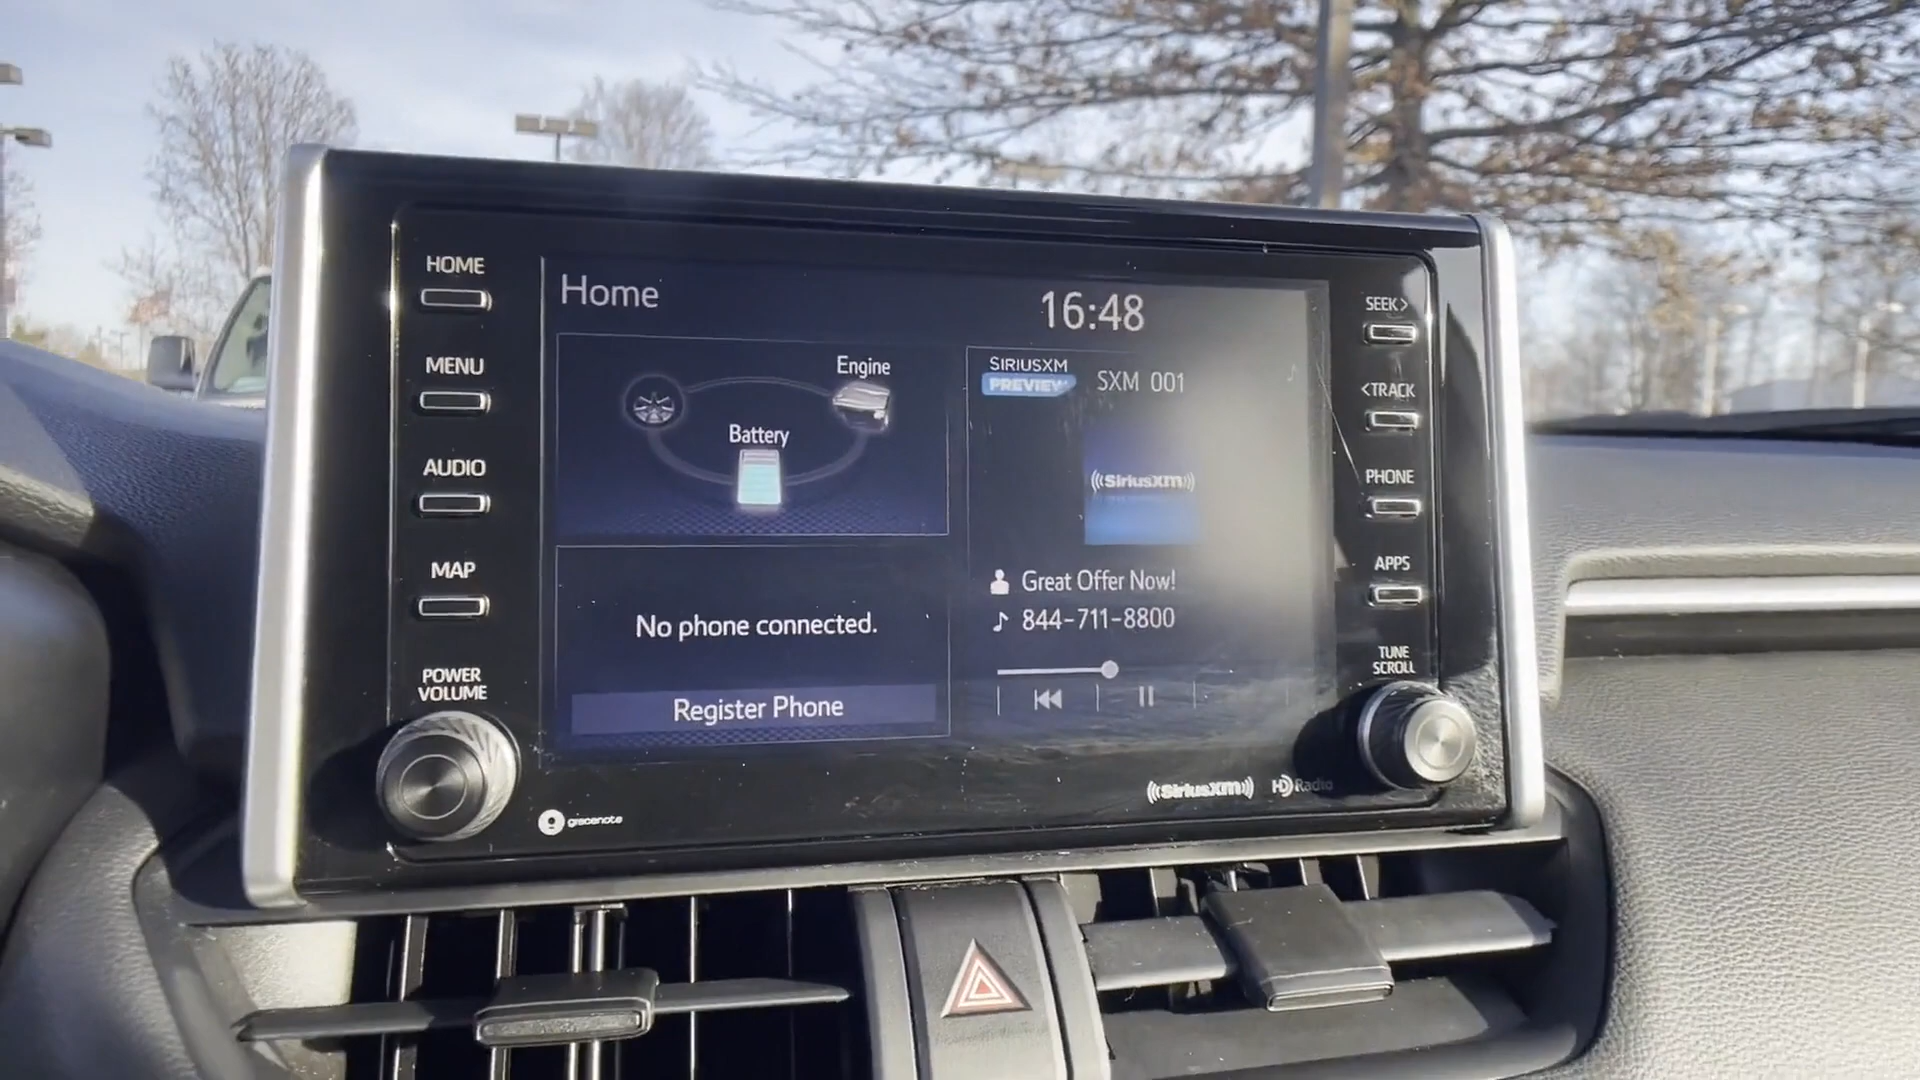 HOME
MENU
AUDIO
MAP
POWER
VOLUME
Home
16:48
Engine
Battery
No phone connected.
Register Phone
SIRIUSXM
PREVIEW
SXM 001
((SiriusXM))
Great Offer Now!
844-711-8800
SEEK >
< TRACK
PHONE
APPS
TUNE
SCROLL
gracenote
((SiriusXM))
HD Radio